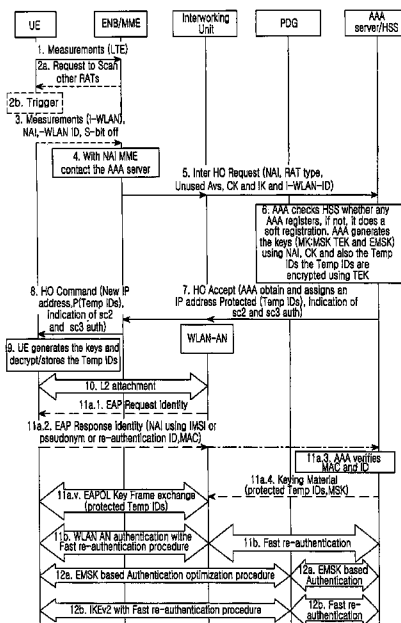 UE
ENB/MME
Interworking
Unit
PDG
AAA
server/HSS
1. Measurements (LTE)
2a. Request to Scan
other RATs
2b. Trigger
3. Measurements (I-WLAN),
NAI,-WLAN ID, S-bit off
4. With NAI MME
contact the AAA server
5. Inter HO Request (NAI, RAT type,
Unused Avs, CK and IK and I-WLAN-ID)
6. AAA checks HSS whether any
AAA registers, if not, it does a
soft registration. AAA generates
the keys (MK:MSK TEK and EMSK)
using NAI, CK and also the Temp
IDs the Temp IDs are
encrypted using TEK
7. HO Accept (AAA obtain and assigns an
IP address Protected (Temp IDs), Indication of
sc2 and sc3 auth)
8. HO Command (New IP
address,P(Temp IDs),
indication of sc2
and sc3 auth)
WLAN-AN
9. UE generates the keys and
decrypt/stores the Temp IDs
10. L2 attachment
11a.1. EAP Request identity
11a.2. EAP Response identity (NAI using IMSI or
pseudonym or re-authentication ID,MAC)
11a.3. AAA verifies
MAC and ID
11a.4. Keying Material
(protected Temp IDs,MSK)
11a.v. EAPOL Key Frame exchange
(protected Temp IDs)
11b. WLAN AN authentication withe
Fast re-authentication procedure
11b. Fast re-authentication
12a. EMSK based Authentication optimization procedure
12a. EMSK based
Authentication
12b. IKEv2 with Fast re-authentication procedure
12b. Fast re-
authentication